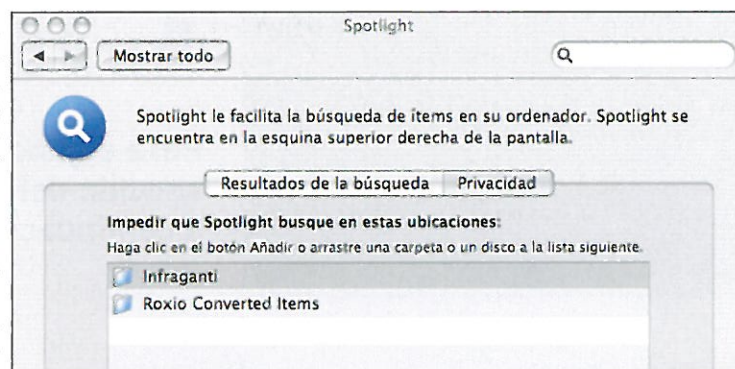 Spotlight
Mostrar todo
Spotlight le facilita la búsqueda de ítems en su ordenador. Spotlight se
encuentra en la esquina superior derecha de la pantalla.
Resultados de la búsqueda Privacidad
Impedir que Spotlight busque en estas ubicaciones:
Haga clic en el botón Añadir o arrastre una carpeta o un disco a la lista siguiente.
Infraganti
Roxio Converted Items